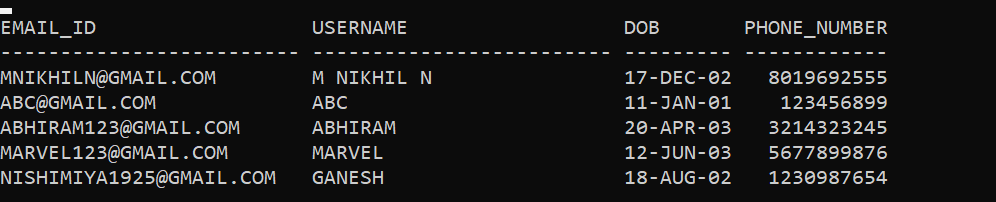 EMAIL_ID                  USERNAME                  DOB       PHONE_NUMBER
------------------------- ------------------------- --------- ------------
MNIKHILN@GMAIL.COM        M NIKHIL N                17-DEC-02   8019692555
ABC@GMAIL.COM             ABC                       11-JAN-01    123456899
ABHIRAM123@GMAIL.COM      ABHIRAM                   20-APR-03   3214323245
MARVEL123@GMAIL.COM       MARVEL                    12-JUN-03   5677899876
NISHIMIYA1925@GMAIL.COM   GANESH                    18-AUG-02   1230987654